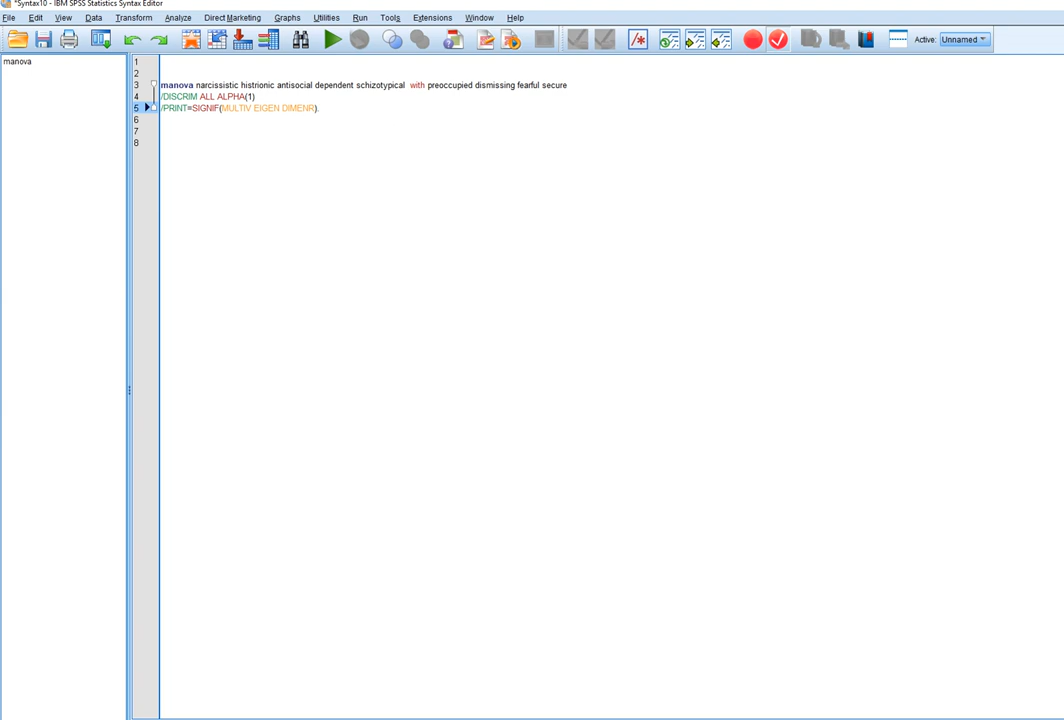 *Syntax10 - IBM SPSS Statistics Syntax Editor
File Edit View Data Transform Analyze Direct Marketing Graphs Utilities Run Tools Extensions Window Help
Active: Unnamed
manova
1
2
3 manova narcissistic histrionic antisocial dependent schizotypical with preoccupied dismissing fearful secure
4 /DISCRIM ALL ALPHA(1)
5 /PRINT=SIGNIF(MULTIV EIGEN DIMENR).
6
7
8